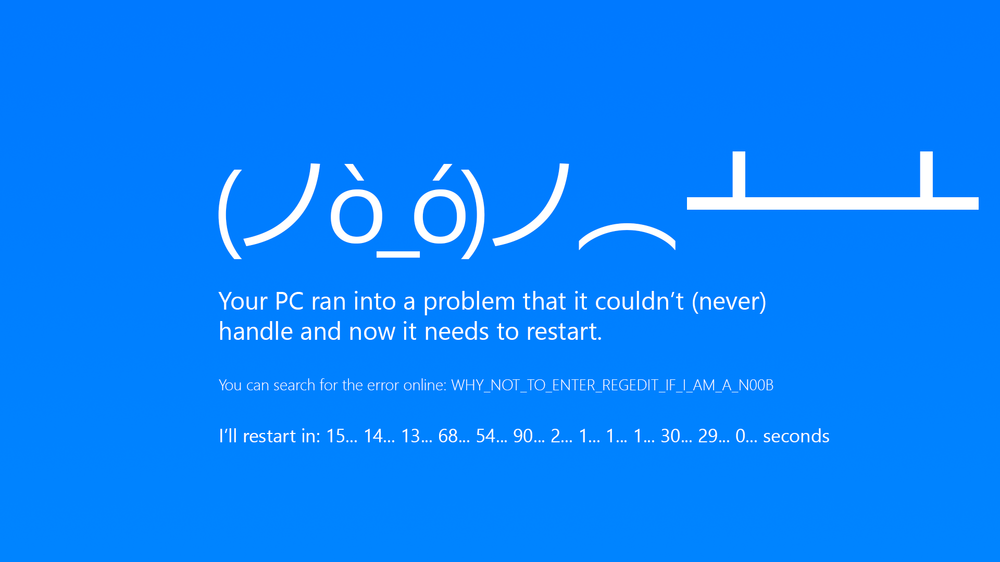 (ノò_ó)ノ︵┻━┻
Your PC ran into a problem that it couldn’t (never)
handle and now it needs to restart.
You can search for the error online: WHY_NOT_TO_ENTER_REGEDIT_IF_I_AM_A_N00B
I’ll restart in: 15... 14... 13... 68... 54... 90... 2... 1... 1... 1... 30... 29... 0... seconds